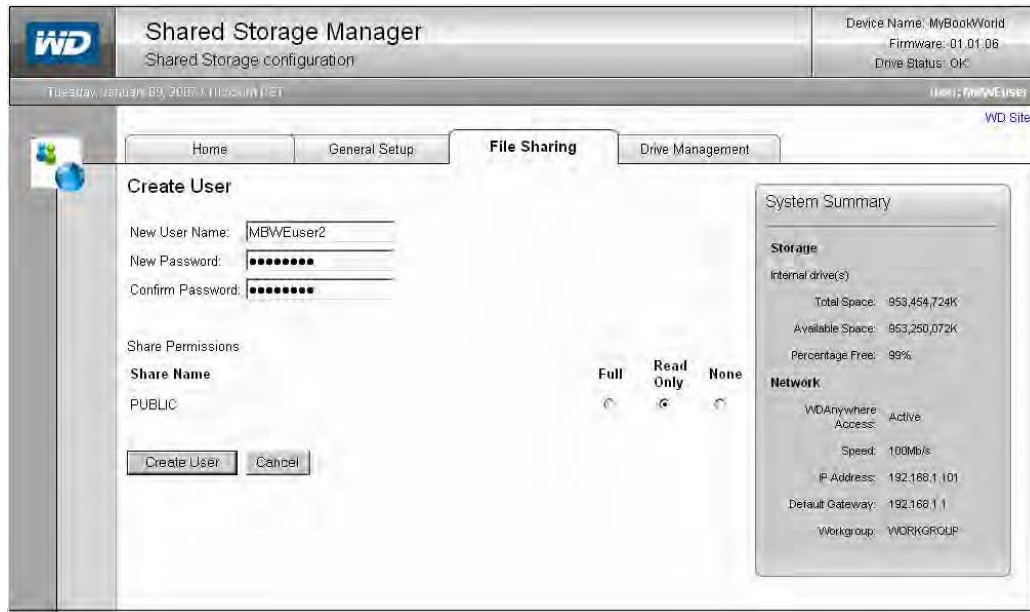 WD
Shared Storage Manager
Shared Storage configuration
Device Name: MyBookWorld
Firmware: 01.01.06
Drive Status: OK
Tuesday, January 09, 2007
User: MBWEuser
WD Site
Home
General Setup
File Sharing
Drive Management
Create User
New User Name: MBWEuser2
New Password: ●●●●●●●●
Confirm Password: ●●●●●●●●
Share Permissions
Share Name Full Read Only None
PUBLIC
Create User
Cancel
System Summary
Storage
Internal drive(s)
Total Space: 953,454,724K
Available Space: 953,250,072K
Percentage Free: 99%
Network
WDAnywhere Access: Active
Speed: 100Mb/s
IP Address: 192.168.1.101
Default Gateway: 192.168.1.1
Workgroup: WORKGROUP